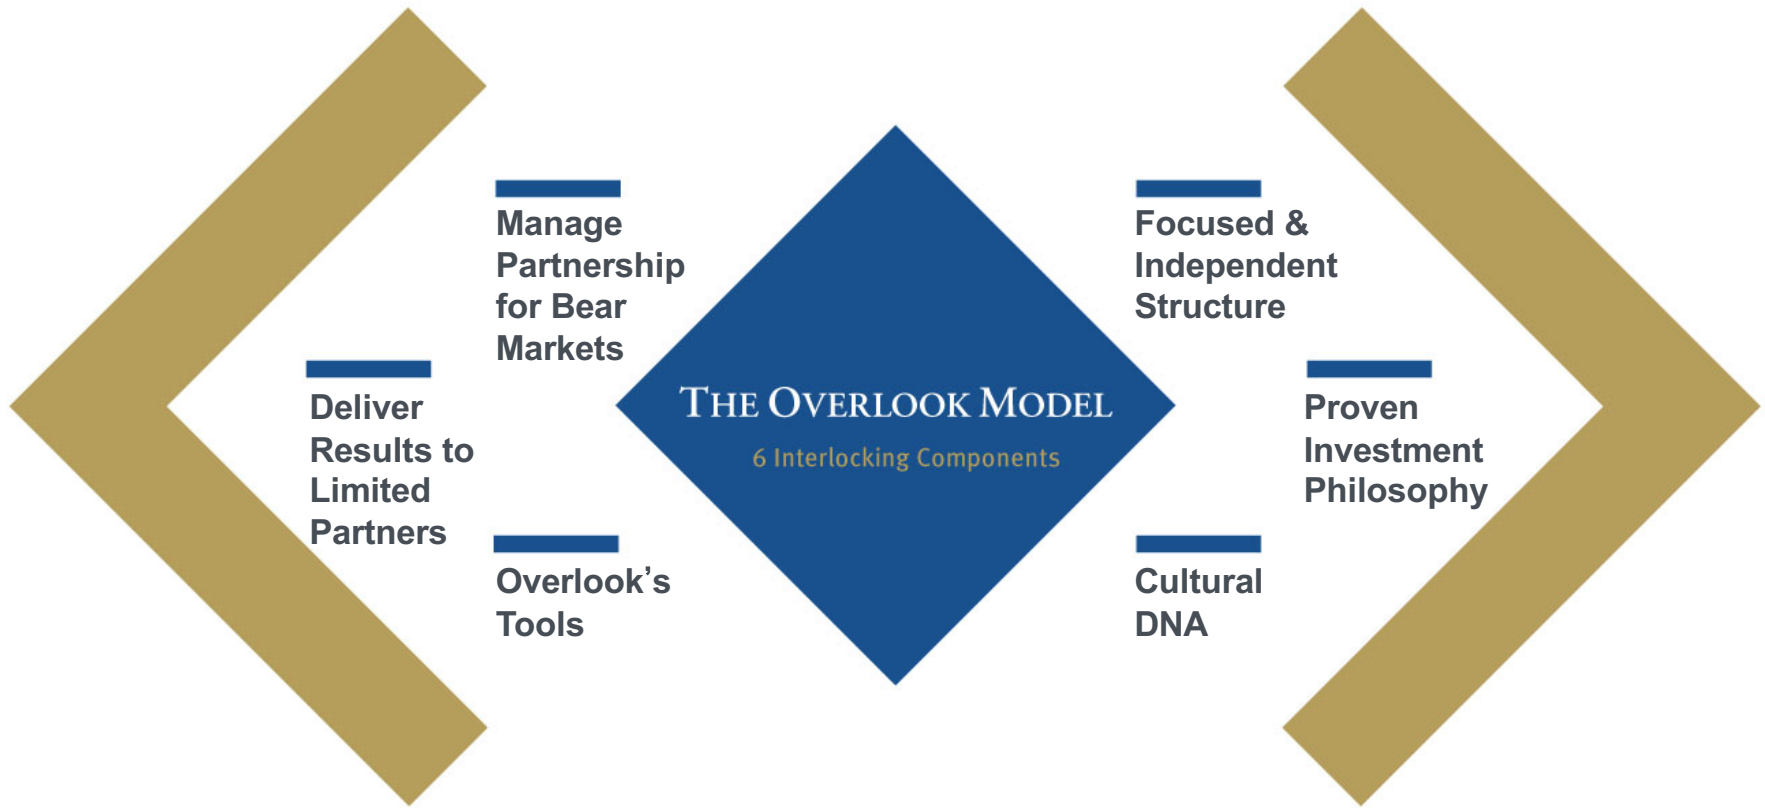 Manage
Partnership
for Bear
Markets
Deliver
Results to
Limited
Partners
Overlook’s
Tools
THE OVERLOOK MODEL
6 Interlocking Components
Focused &
Independent
Structure
Proven
Investment
Philosophy
Cultural
DNA